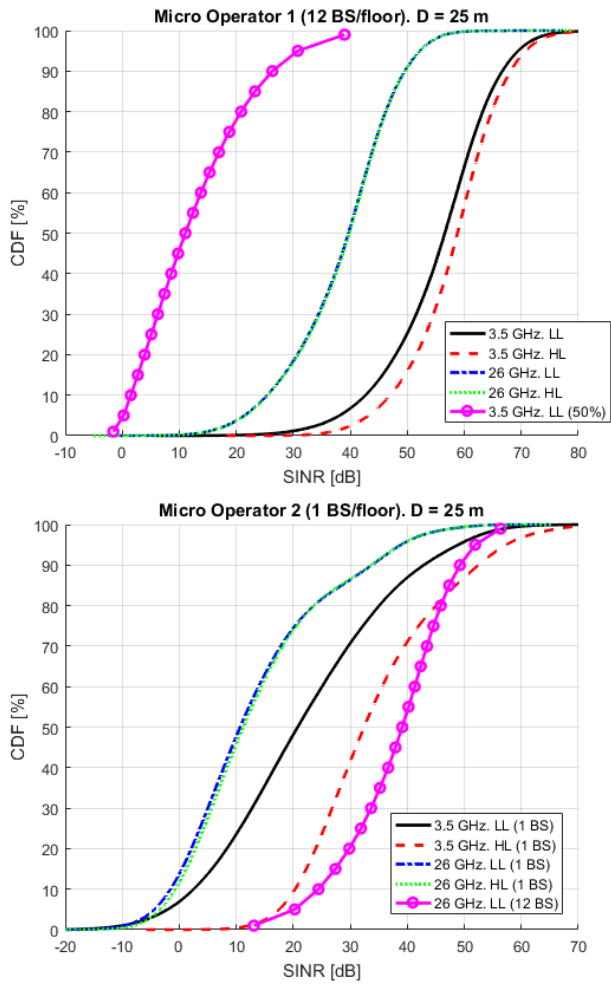 Micro Operator 1 (12 BS/floor). D = 25 m
100
90
80
70
60
50
40
30
20
10
0
CDF [%]
3.5 GHz. LL
3.5 GHz. HL
26 GHz. LL
26 GHz. HL
3.5 GHz. LL (50%)
-10 0 10 20 30 40 50 60 70 80
SINR [dB]
Micro Operator 2 (1 BS/floor). D = 25 m
100
90
80
70
60
50
40
30
20
10
0
CDF [%]
3.5 GHz. LL (1 BS)
3.5 GHz. HL (1 BS)
26 GHz. LL (1 BS)
26 GHz. HL (1 BS)
26 GHz. LL (12 BS)
-20 -10 0 10 20 30 40 50 60 70
SINR [dB]